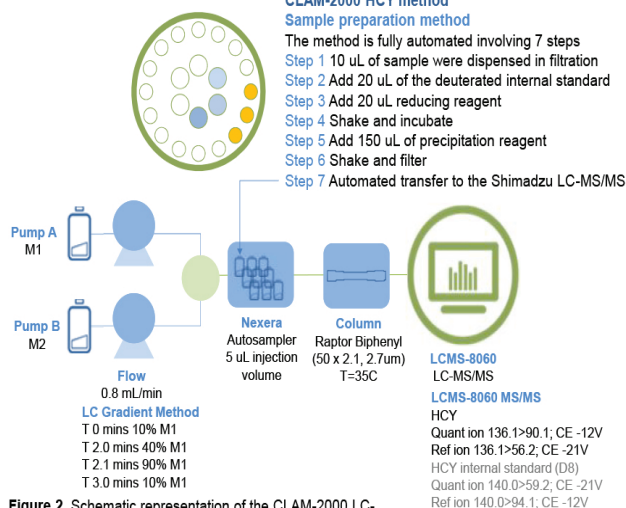 CLAM-2000 HCY method
Sample preparation method
The method is fully automated involving 7 steps
Step 1 10 uL of sample were dispensed in filtration
Step 2 Add 20 uL of the deuterated internal standard
Step 3 Add 20 uL reducing reagent
Step 4 Shake and incubate
Step 5 Add 150 uL of precipitation reagent
Step 6 Shake and filter
Step 7 Automated transfer to the Shimadzu LC-MS/MS
Pump A
M1
Pump B
M2
Flow
0.8 mL/min
LC Gradient Method
T 0 mins 10% M1
T 2.0 mins 40% M1
T 2.1 mins 90% M1
T 3.0 mins 10% M1
Nexera
Autosampler
5 uL injection
volume
Column
Raptor Biphenyl
(50 x 2.1, 2.7um)
T=35C
LCMS-8060
LC-MS/MS
LCMS-8060 MS/MS
HCY
Quant ion 136.1>90.1; CE -12V
Ref ion 136.1>56.2; CE -21V
HCY internal standard (D8)
Quant ion 140.0>59.2; CE -21V
Ref ion 140.0>94.1; CE -12V
Figure 2. Schematic representation of the CLAM-2000 LC-